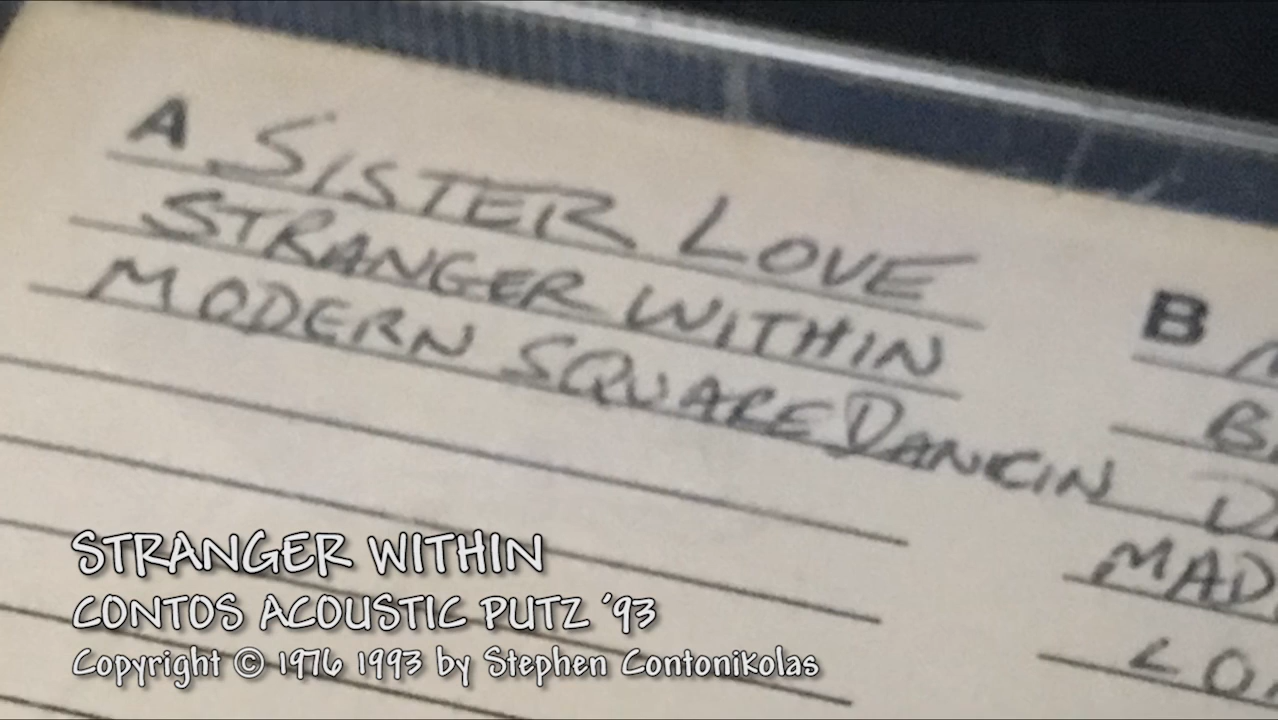 A SISTER LOVE
STRANGER WITHIN
MODERN SQUARE DANCIN
B
STRANGER WITHIN
CONTOS ACOUSTIC PUTZ '93
Copyright © 1976 1993 by Stephen Contonikolas